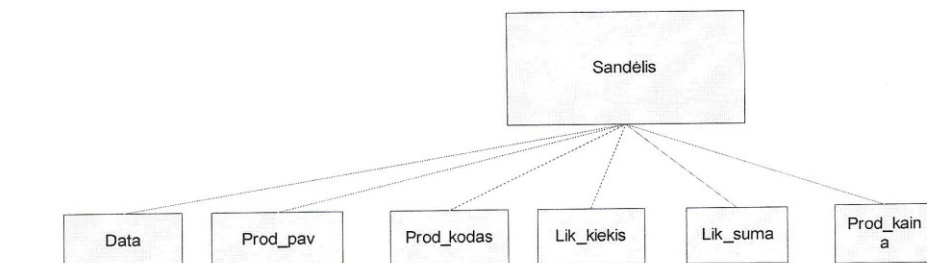 Sandėlis
Data
Prod_pav
Prod_kodas
Lik_kiekis
Lik_suma
Prod_kain
a